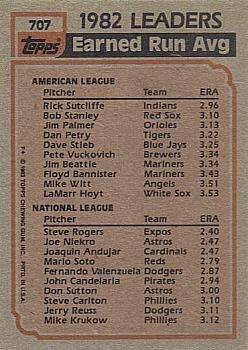 707
Topps
1982 LEADERS
Earned Run Avg
AMERICAN LEAGUE
Pitcher Team ERA
Rick Sutcliffe Indians 2.96
Bob Stanley Red Sox 3.10
Jim Palmer Orioles 3.13
Dan Petry Tigers 3.22
Dave Stieb Blue Jays 3.25
Pete Vuckovich Brewers 3.34
Jim Beattie Mariners 3.34
Floyd Bannister Mariners 3.43
Mike Witt Angels 3.51
LaMarr Hoyt White Sox 3.53
NATIONAL LEAGUE
Pitcher Team ERA
Steve Rogers Expos 2.40
Joe Niekro Astros 2.47
Joaquin Andujar Cardinals 2.47
Mario Soto Reds 2.79
Fernando Valenzuela Dodgers 2.87
John Candelaria Pirates 2.94
Don Sutton Astros 3.00
Steve Carlton Phillies 3.10
Jerry Reuss Dodgers 3.11
Mike Krukow Phillies 3.12
© 1983 TOPPS CHEWING GUM, INC. PRTD. IN U.S.A.